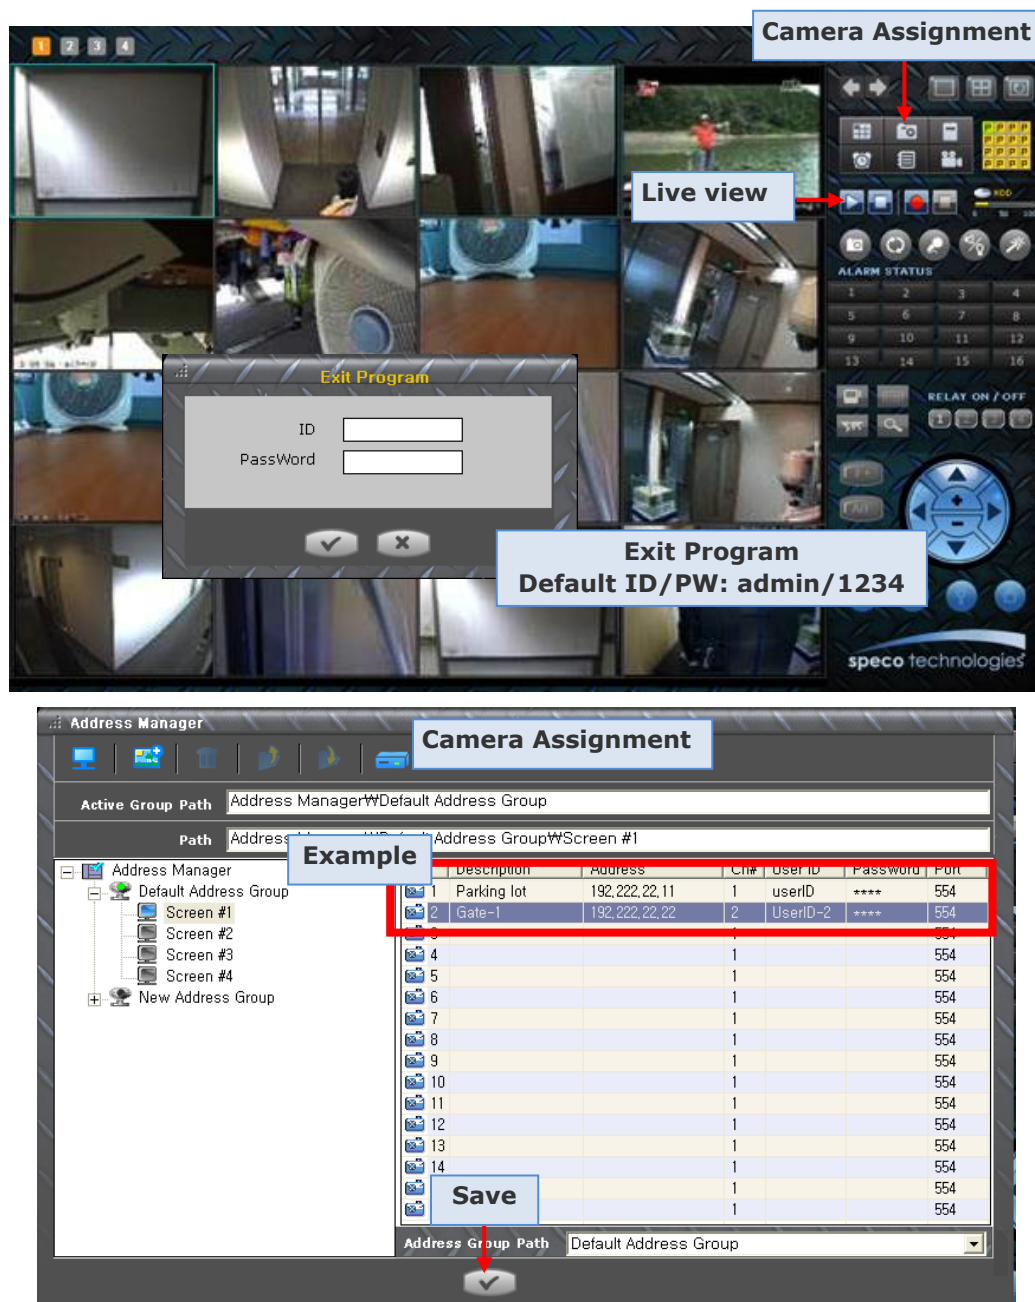 Camera Assignment
1 2 3 4
Live view
HDD
ALARM STATUS
1 2 3 4
5 6 7 8
9 10 11 12
13 14 15 16
RELAY ON / OFF
1
Exit Program
ID
PassWord
Exit Program
Default ID/PW: admin/1234
speco technologies
Address Manager
Camera Assignment
Active Group Path Address Manager₩Default Address Group
Path Address Address Group₩Screen #1
Example
Address Manager
Default Address Group
Screen #1
Screen #2
Screen #3
Screen #4
New Address Group
Description Address Ch# User ID Password Port
1 Parking lot 192,222,22,11 1 userID **** 554
2 Gate-1 192,222,22,22 2 UserID-2 **** 554
3 1 554
4 1 554
5 1 554
6 1 554
7 1 554
8 1 554
9 1 554
10 1 554
11 1 554
12 1 554
13 1 554
14 1 554
1 554
1 554
Save
Address Group Path Default Address Group